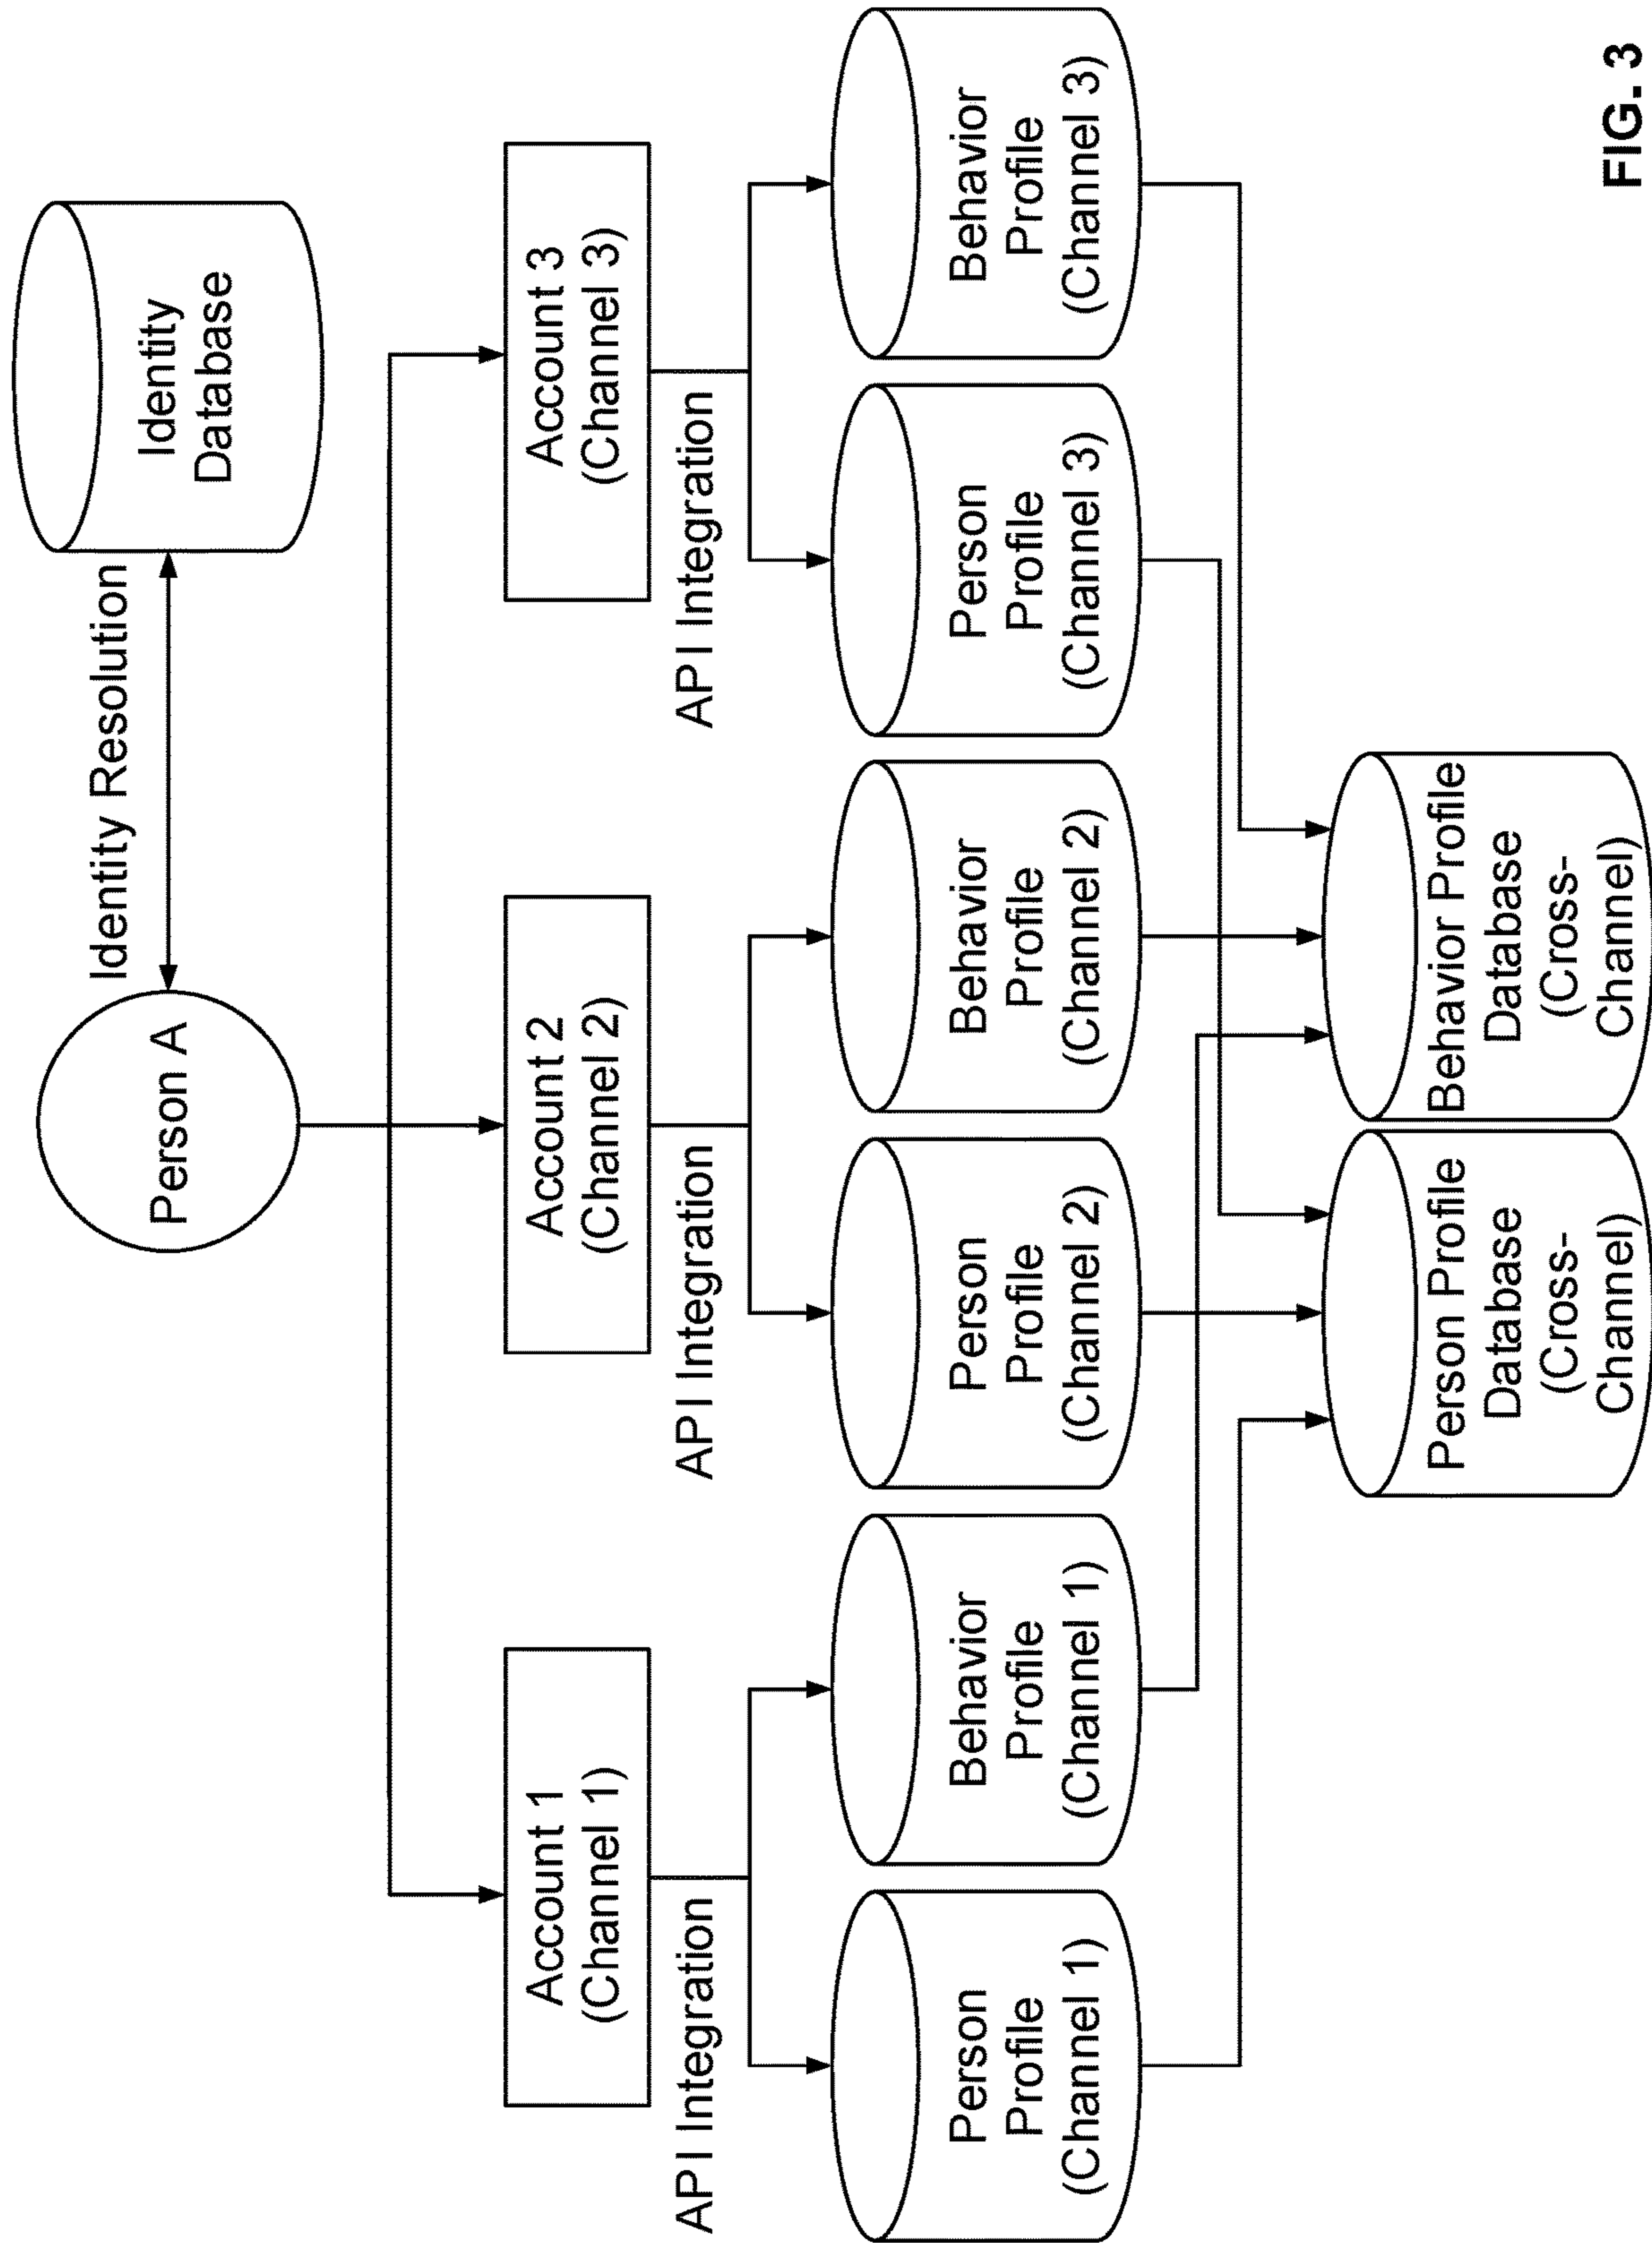 Person A
Identity Resolution
Identity
Database
Account 1
(Channel 1)
Account 2
(Channel 2)
Account 3
(Channel 3)
API Integration
API Integration
API Integration
Person
Profile
(Channel 1)
Behavior
Profile
(Channel 1)
Person
Profile
(Channel 2)
Behavior
Profile
(Channel 2)
Person
Profile
(Channel 3)
Behavior
Profile
(Channel 3)
Person Profile
Database
(Cross-
Channel)
Behavior Profile
Database
(Cross-
Channel)
FIG. 3